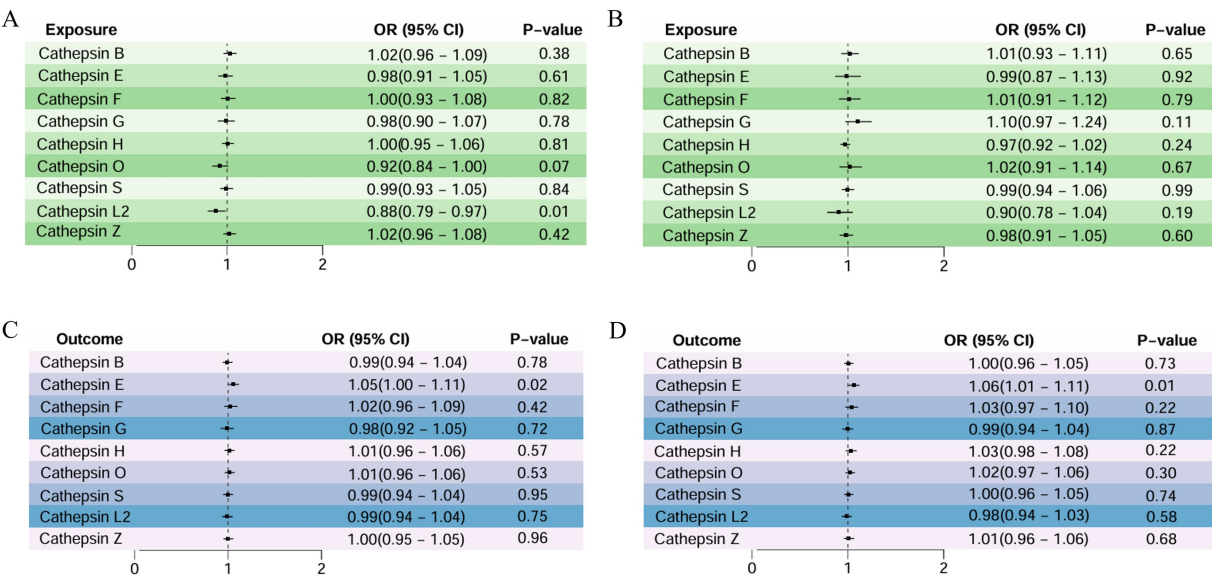 A
Exposure OR (95% CI) P−value
Cathepsin B 1.02(0.96 − 1.09) 0.38
Cathepsin E 0.98(0.91 − 1.05) 0.61
Cathepsin F 1.00(0.93 − 1.08) 0.82
Cathepsin G 0.98(0.90 − 1.07) 0.78
Cathepsin H 1.00(0.95 − 1.06) 0.81
Cathepsin O 0.92(0.84 − 1.00) 0.07
Cathepsin S 0.99(0.93 − 1.05) 0.84
Cathepsin L2 0.88(0.79 − 0.97) 0.01
Cathepsin Z 1.02(0.96 − 1.08) 0.42
0 1 2
B
Exposure OR (95% CI) P−value
Cathepsin B 1.01(0.93 − 1.11) 0.65
Cathepsin E 0.99(0.87 − 1.13) 0.92
Cathepsin F 1.01(0.91 − 1.12) 0.79
Cathepsin G 1.10(0.97 − 1.24) 0.11
Cathepsin H 0.97(0.92 − 1.02) 0.24
Cathepsin O 1.02(0.91 − 1.14) 0.67
Cathepsin S 0.99(0.94 − 1.06) 0.99
Cathepsin L2 0.90(0.78 − 1.04) 0.19
Cathepsin Z 0.98(0.91 − 1.05) 0.60
0 1 2
C
Outcome OR (95% CI) P−value
Cathepsin B 0.99(0.94 − 1.04) 0.78
Cathepsin E 1.05(1.00 − 1.11) 0.02
Cathepsin F 1.02(0.96 − 1.09) 0.42
Cathepsin G 0.98(0.92 − 1.05) 0.72
Cathepsin H 1.01(0.96 − 1.06) 0.57
Cathepsin O 1.01(0.96 − 1.06) 0.53
Cathepsin S 0.99(0.94 − 1.04) 0.95
Cathepsin L2 0.99(0.94 − 1.04) 0.75
Cathepsin Z 1.00(0.95 − 1.05) 0.96
0 1 2
D
Outcome OR (95% CI) P−value
Cathepsin B 1.00(0.96 − 1.05) 0.73
Cathepsin E 1.06(1.01 − 1.11) 0.01
Cathepsin F 1.03(0.97 − 1.10) 0.22
Cathepsin G 0.99(0.94 − 1.04) 0.87
Cathepsin H 1.03(0.98 − 1.08) 0.22
Cathepsin O 1.02(0.97 − 1.06) 0.30
Cathepsin S 1.00(0.96 − 1.05) 0.74
Cathepsin L2 0.98(0.94 − 1.03) 0.58
Cathepsin Z 1.01(0.96 − 1.06) 0.68
0 1 2